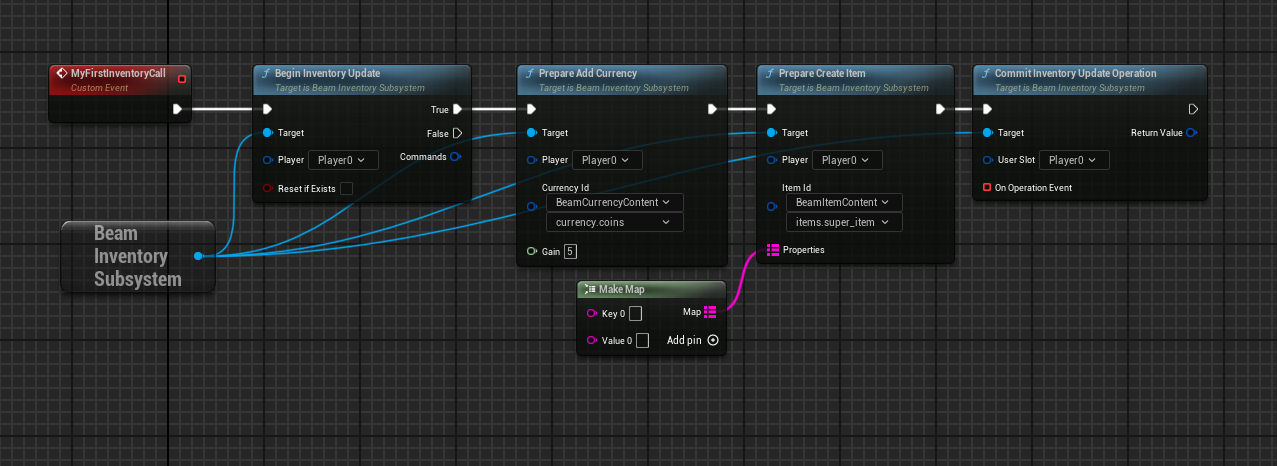 MyFirstInventoryCall
Custom Event
Begin Inventory Update
Target is Beam Inventory Subsystem
True
Target
False
Player Player0
Commands
Reset if Exists
Prepare Add Currency
Target is Beam Inventory Subsystem
Target
Player Player0
Currency Id
BeamCurrencyContent
currency.coins
Gain 5
Prepare Create Item
Target is Beam Inventory Subsystem
Target
Player Player0
Item Id
BeamItemContent
items.super_item
Properties
Commit Inventory Update Operation
Target is Beam Inventory Subsystem
Target
Return Value
User Slot Player0
On Operation Event
Beam
Inventory
Subsystem
Make Map
Key 0
Map
Value 0
Add pin